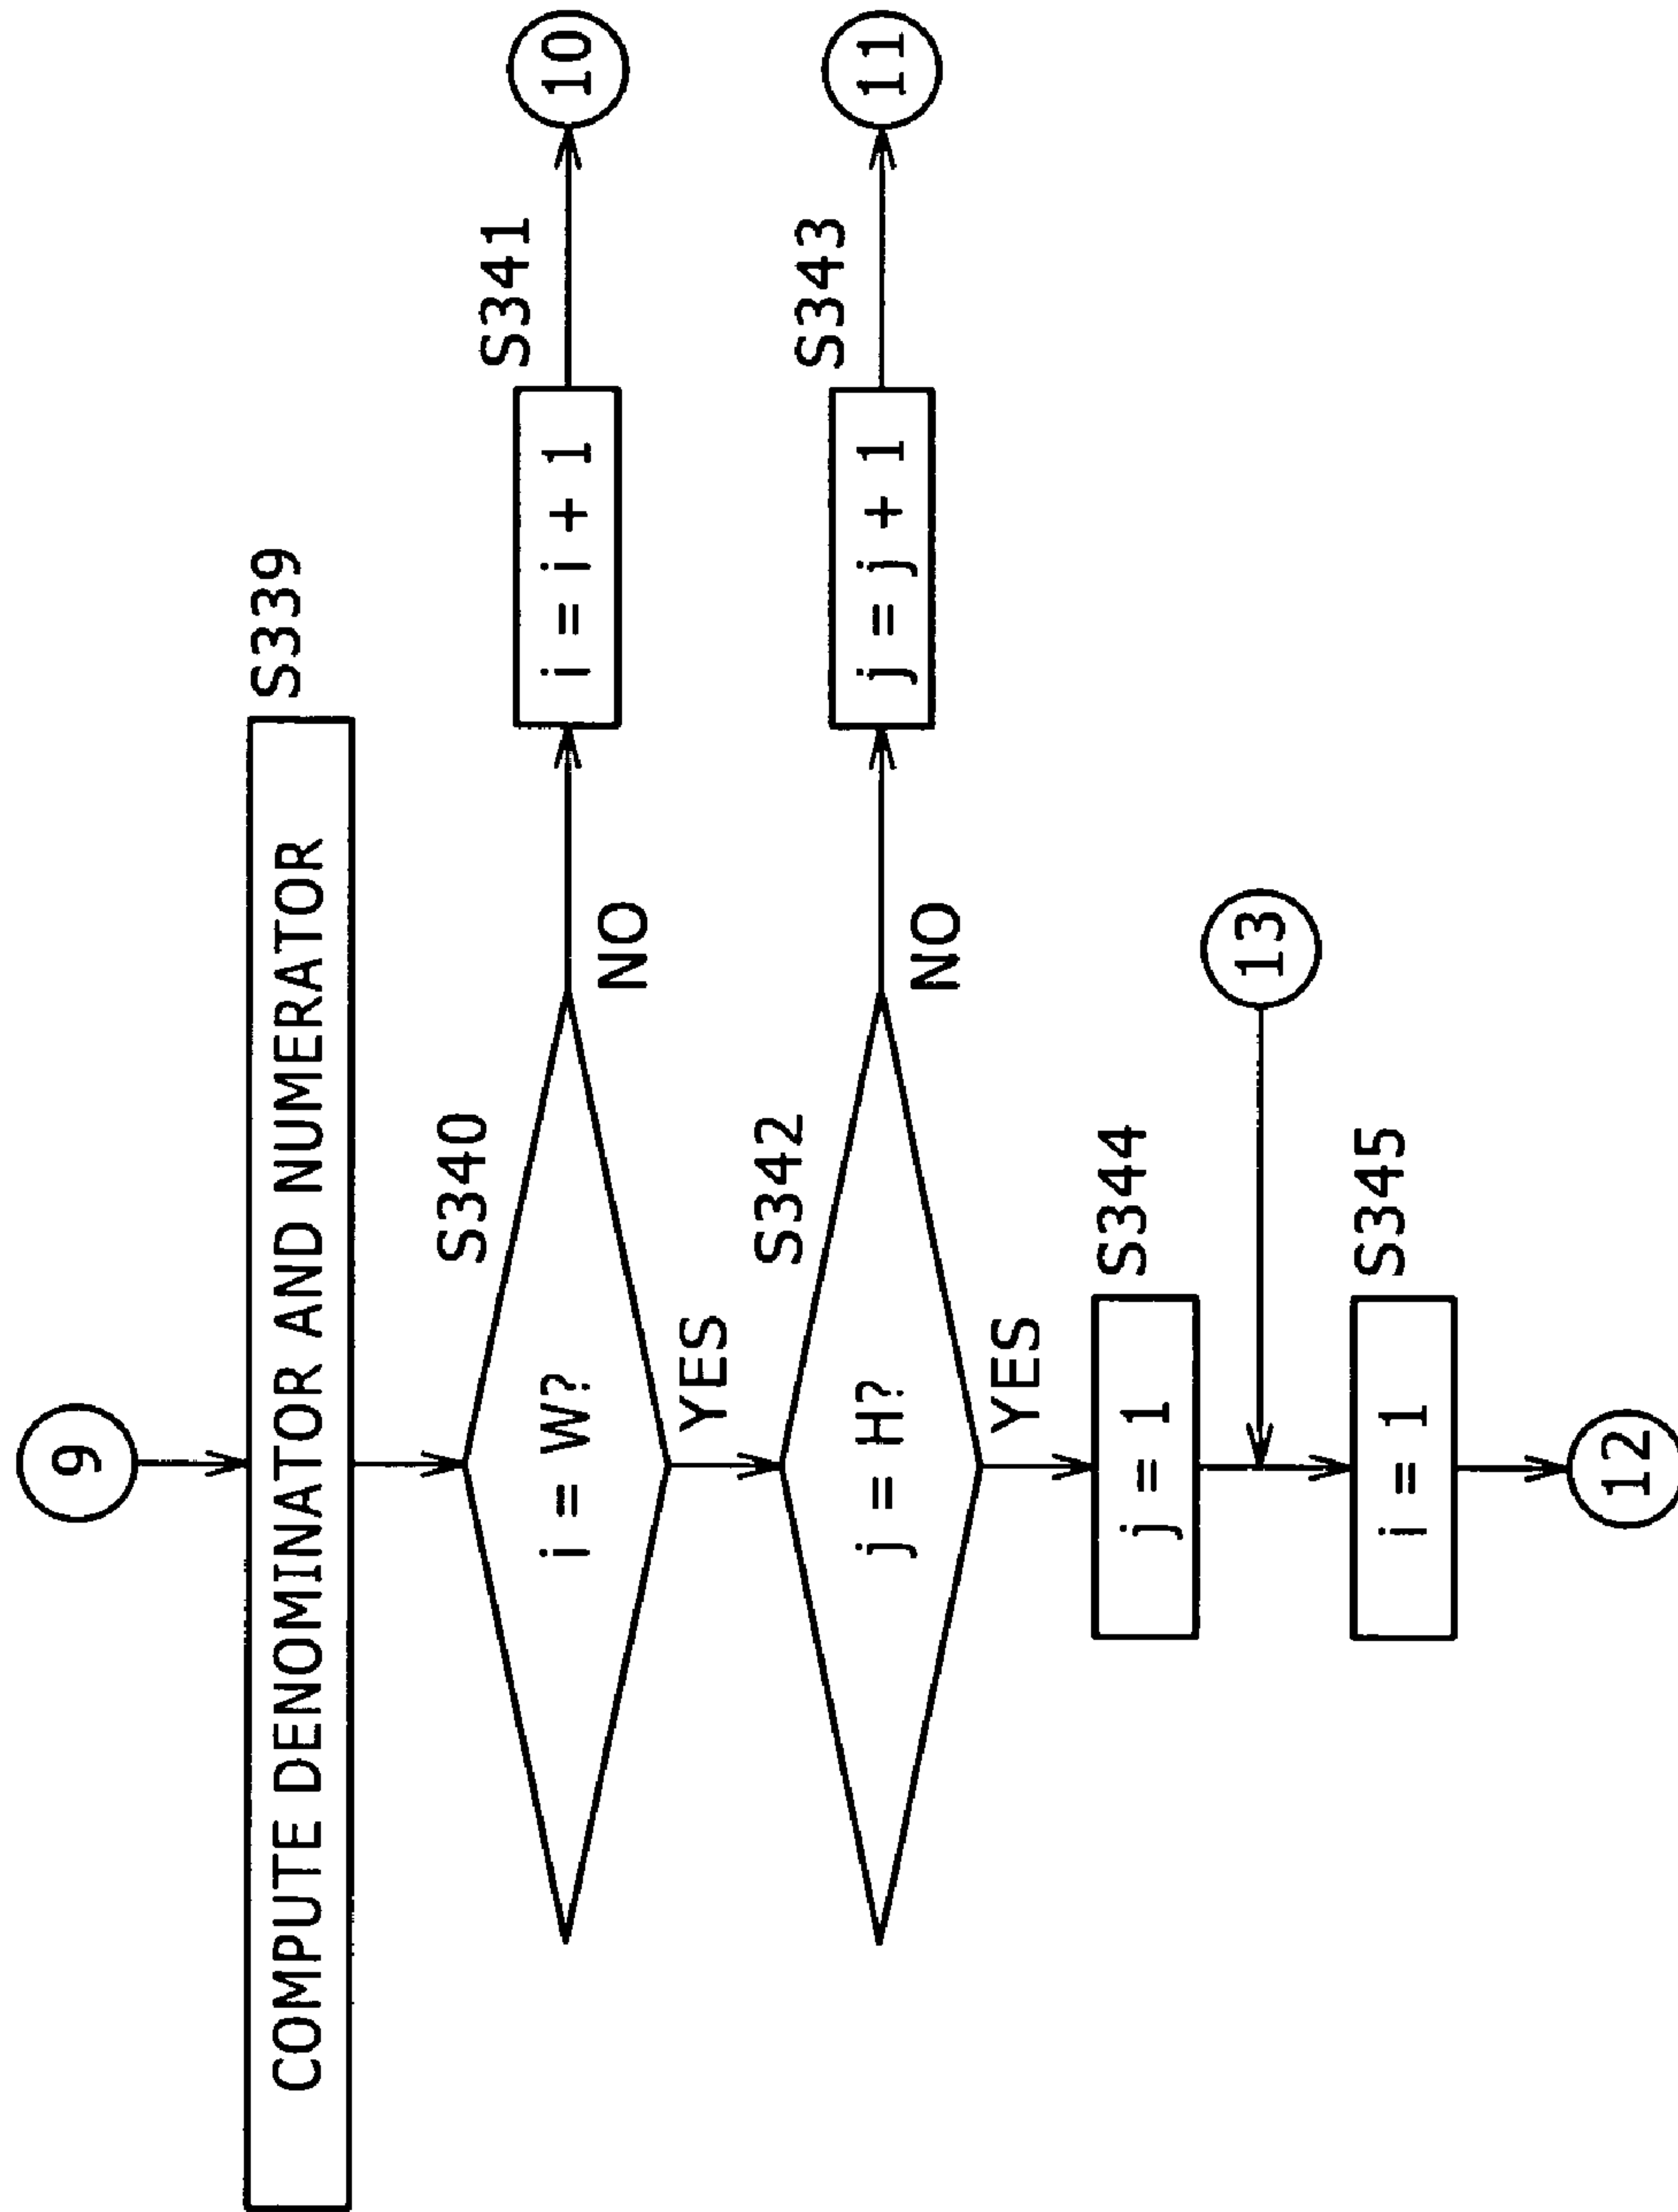 9
S339
COMPUTE DENOMINATOR AND NUMERATOR
S340
i = W?
NO
S341
i = i + 1
10
YES
S342
j = H?
NO
S343
j = j + 1
11
YES
S344
j = 1
13
S345
i = 1
12